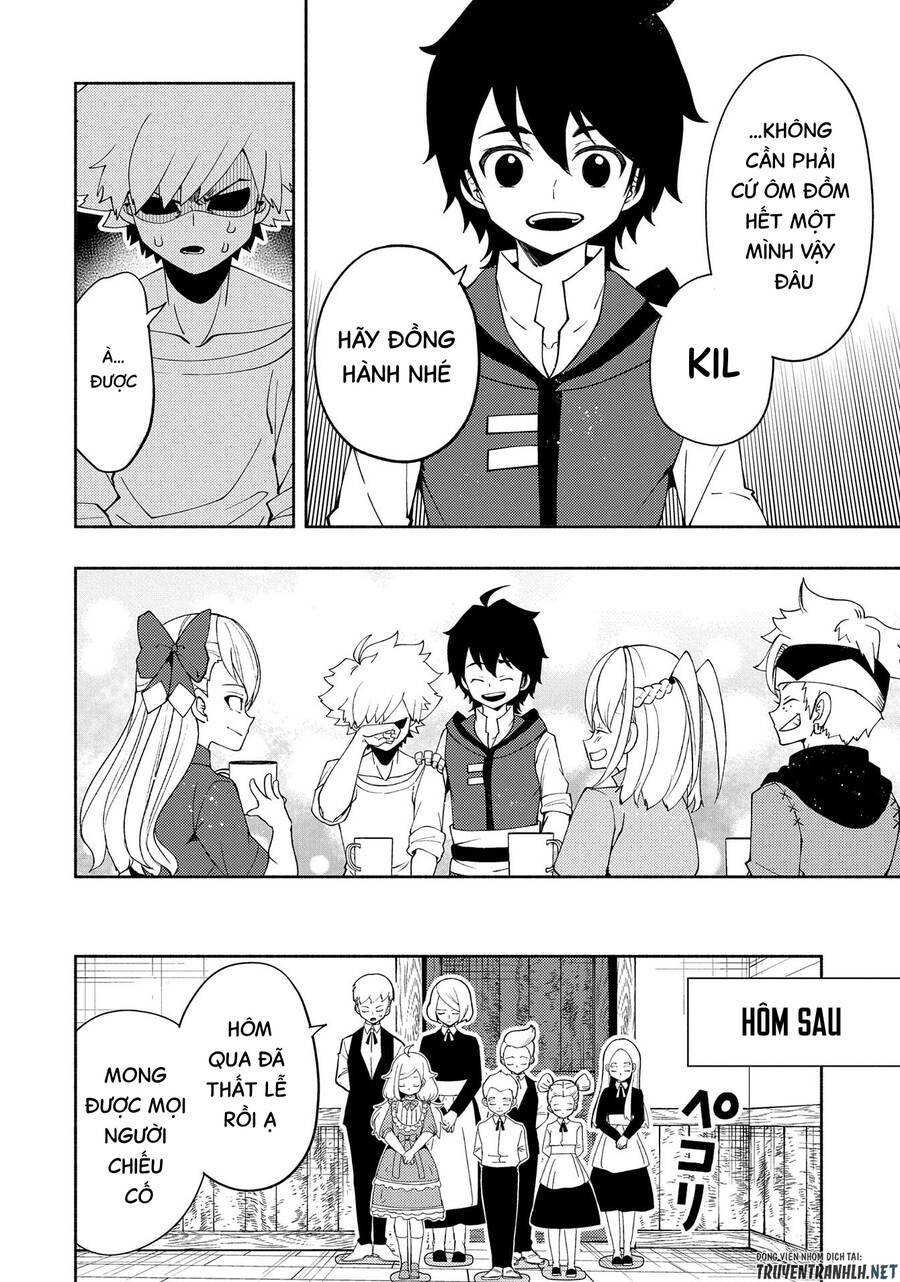 ...KHÔNG
CẦN PHẢI
CỨ ÔM ĐỒM
HẾT MỘT
MÌNH VẬY
ĐÂU
KIL
HÃY ĐỒNG
HÀNH NHÉ
À...
ĐƯỢC
HÔM SAU
HÔM
QUA ĐÃ
THẤT LỄ
RỒI Ạ
MONG
ĐƯỢC MỌI
NGƯỜI
CHIẾU
CỐ
ペコリ
ĐỘNG VIÊN NHÓM DỊCH TẠI:
TRUYENTRANHLH.NET